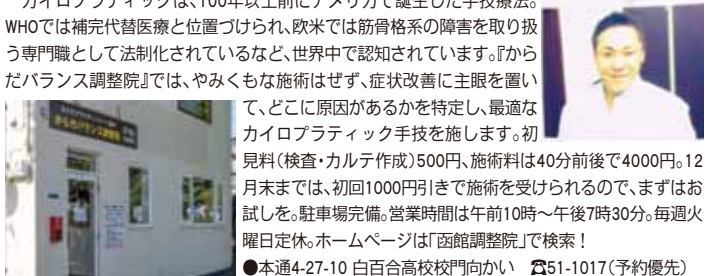 カイロプラティックは、100年以上前にアメリカで誕生した手技療法。
WHOでは補完代替医療と位置づけられ、欧米では筋骨格系の障害を取り扱
う専門職として法制化されているなど、世界中で認知されています。『から
だバランス調整院』では、やみくもな施術はぜず、症状改善に主眼を置い
て、どこに原因があるかを特定し、最適な
カイロプラティック手技を施します。初
見料(検査・カルテ作成)500円、施術料は40分前後で4000円。12
月末までは、初回1000円引きで施術を受けられるので、まずはお
試しを。駐車場完備。営業時間は午前10時〜午後7時30分。毎週火
曜日定休。ホームページは「函館調整院」で検索！
●本通4-27-10 白百合高校校門向かい ☎51-1017(予約優先)
からだバランス調整院